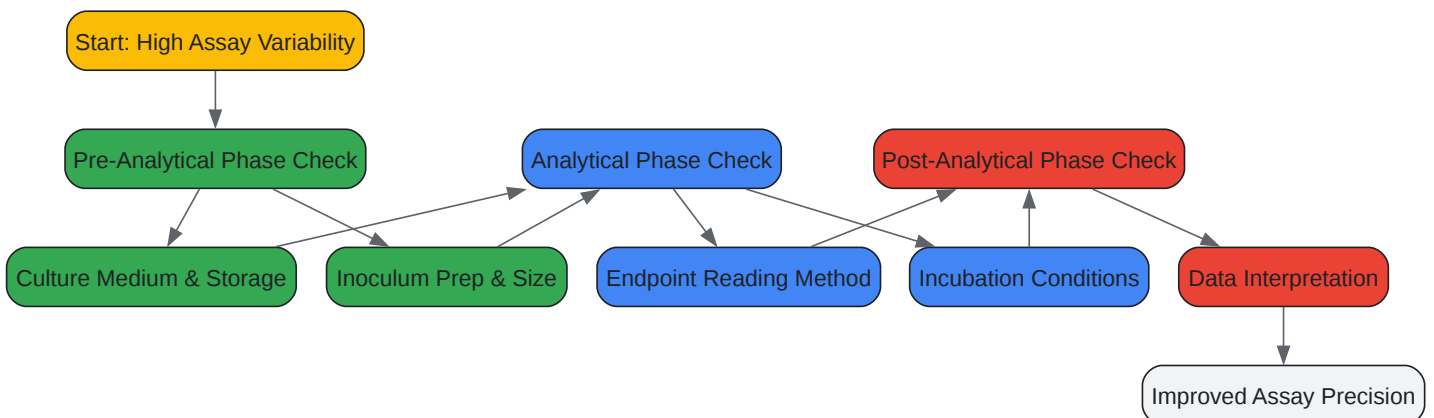 Start: High Assay Variability
Pre-Analytical Phase Check
Analytical Phase Check
Post-Analytical Phase Check
Culture Medium & Storage
Inoculum Prep & Size
Endpoint Reading Method
Incubation Conditions
Data Interpretation
Improved Assay Precision